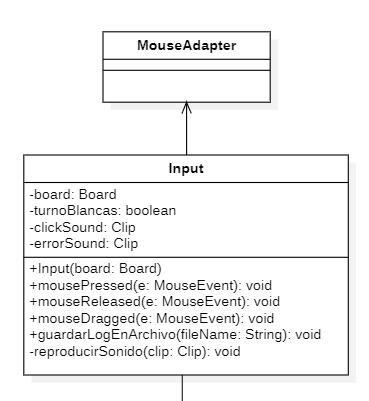 MouseAdapter
Input
-board: Board
-turnoBlancas: boolean
-clickSound: Clip
-errorSound: Clip
+Input(board: Board)
+mousePressed(e: MouseEvent): void
+mouseReleased(e: MouseEvent): void
+mouseDragged(e: MouseEvent): void
+guardarLogEnArchivo(fileName: String): void
-reproducirSonido(clip: Clip): void